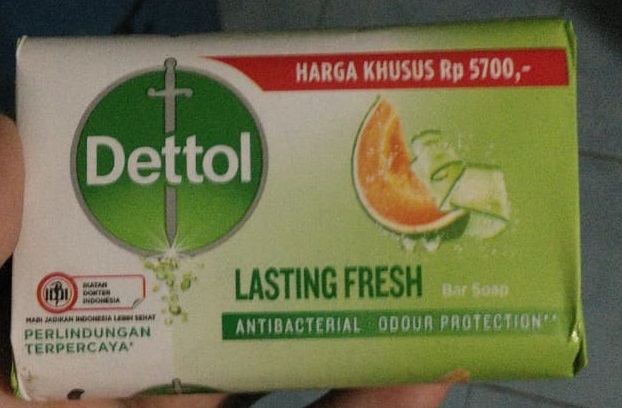 HARGA KHUSUS Rp 5700,-
Dettol
LASTING FRESH
Bar Soap
ANTIBACTERIAL ODOUR PROTECTION**
IKATAN
DOKTER
INDONESIA
MARI JADIKAN INDONESIA LEBIH SEHAT
PERLINDUNGAN
TERPERCAYA*